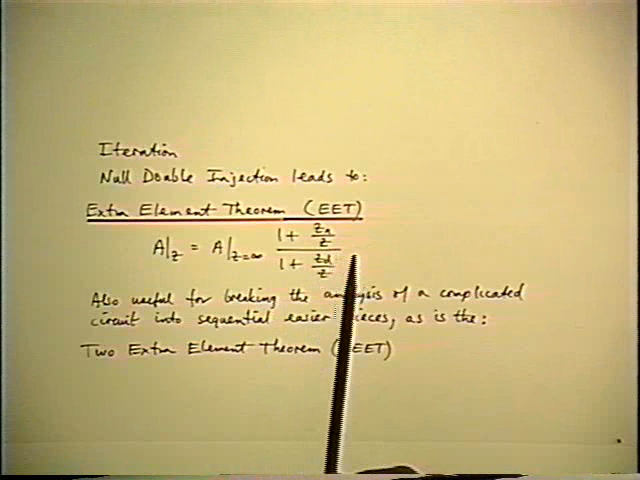 Iteration
Null Double Injection leads to:
Extra Element Theorem (EET)
A|z = A|z=∞ (1 + Zn/Z) / (1 + Zd/Z)
Also useful for breaking the analysis of a complicated
circuit into sequential easier pieces, as is the:
Two Extra Element Theorem ( EET)